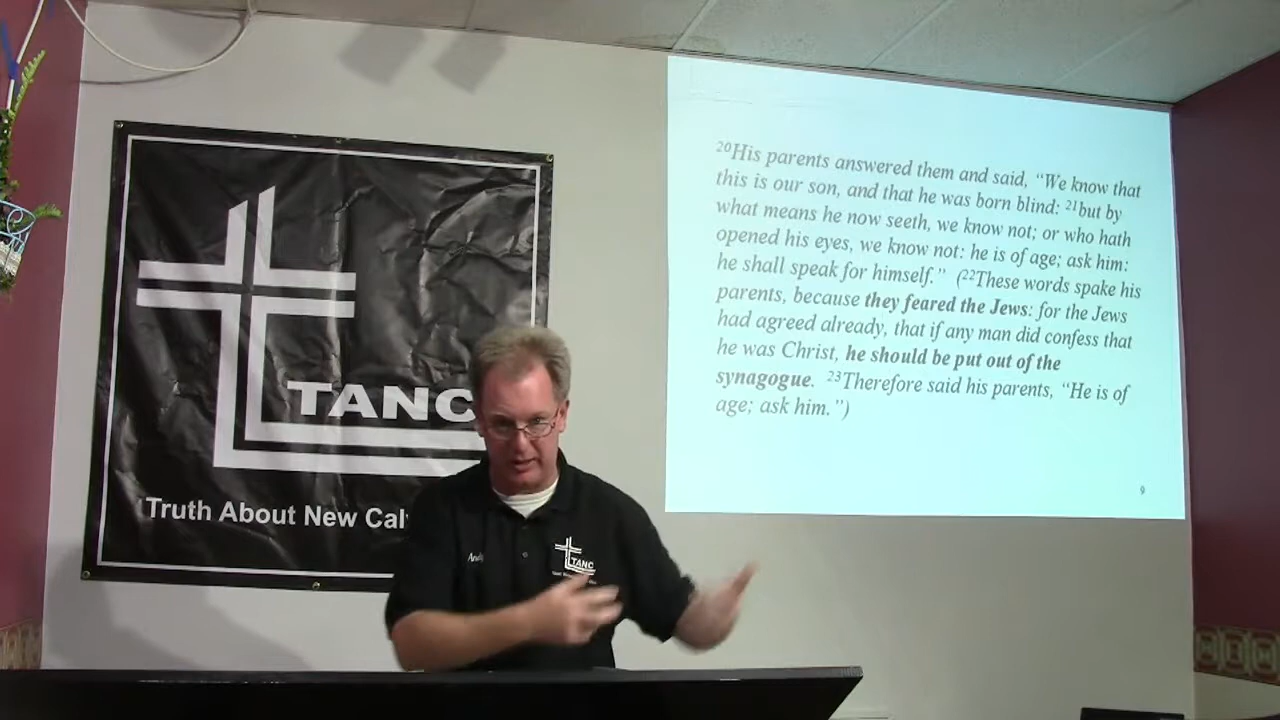 TANC
Truth About New Cal
Andy
TANC
²⁰His parents answered them and said, “We know that
this is our son, and that he was born blind: ²¹but by
what means he now seeth, we know not; or who hath
opened his eyes, we know not: he is of age; ask him:
he shall speak for himself.” (²²These words spake his
parents, because they feared the Jews: for the Jews
had agreed already, that if any man did confess that
he was Christ, he should be put out of the
synagogue. ²³Therefore said his parents, “He is of
age; ask him.”)
9